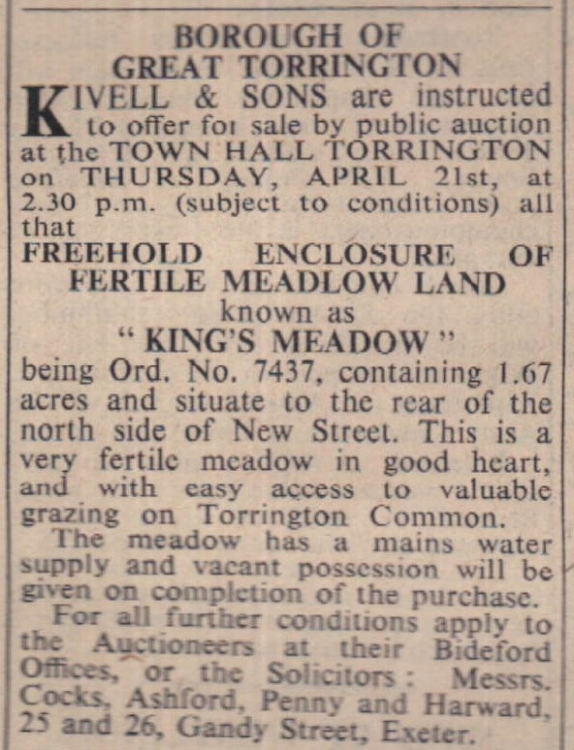 BOROUGH OF
GREAT TORRINGTON
KIVELL & SONS are instructed
to offer for sale by public auction
at the TOWN HALL TORRINGTON
on THURSDAY, APRIL 21st, at
2.30 p.m. (subject to conditions) all
that
FREEHOLD ENCLOSURE OF
FERTILE MEADLOW LAND
known as
" KING'S MEADOW "
being Ord. No. 7437, containing 1.67
acres and situate to the rear of the
north side of New Street. This is a
very fertile meadow in good heart,
and with easy access to valuable
grazing on Torrington Common.
The meadow has a mains water
supply and vacant possession will be
given on completion of the purchase.
For all further conditions apply to
the Auctioneers at their Bideford
Offices, or the Solicitors : Messrs.
Cocks, Ashford, Penny and Harward,
25 and 26, Gandy Street, Exeter.